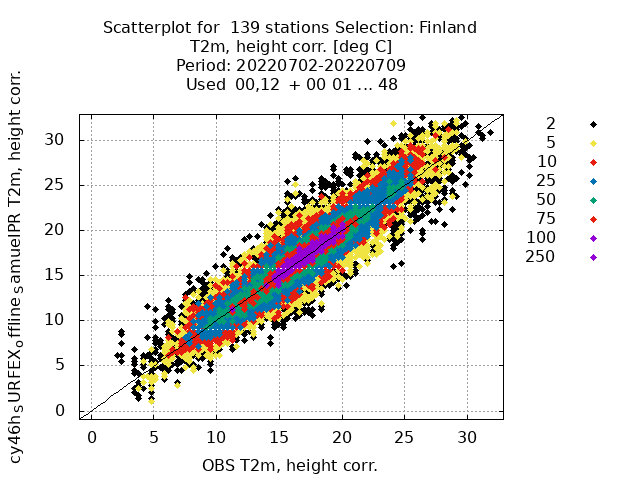 Scatterplot for 139 stations Selection: Finland
T2m, height corr. [deg C]
Period: 20220702-20220709
Used 00,12 + 00 01 ... 48
cy46h_SURFEX_offline_samuelPR T2m, height corr.
30
25
20
15
10
5
0
0 5 10 15 20 25 30
OBS T2m, height corr.
2
5
10
25
50
75
100
250